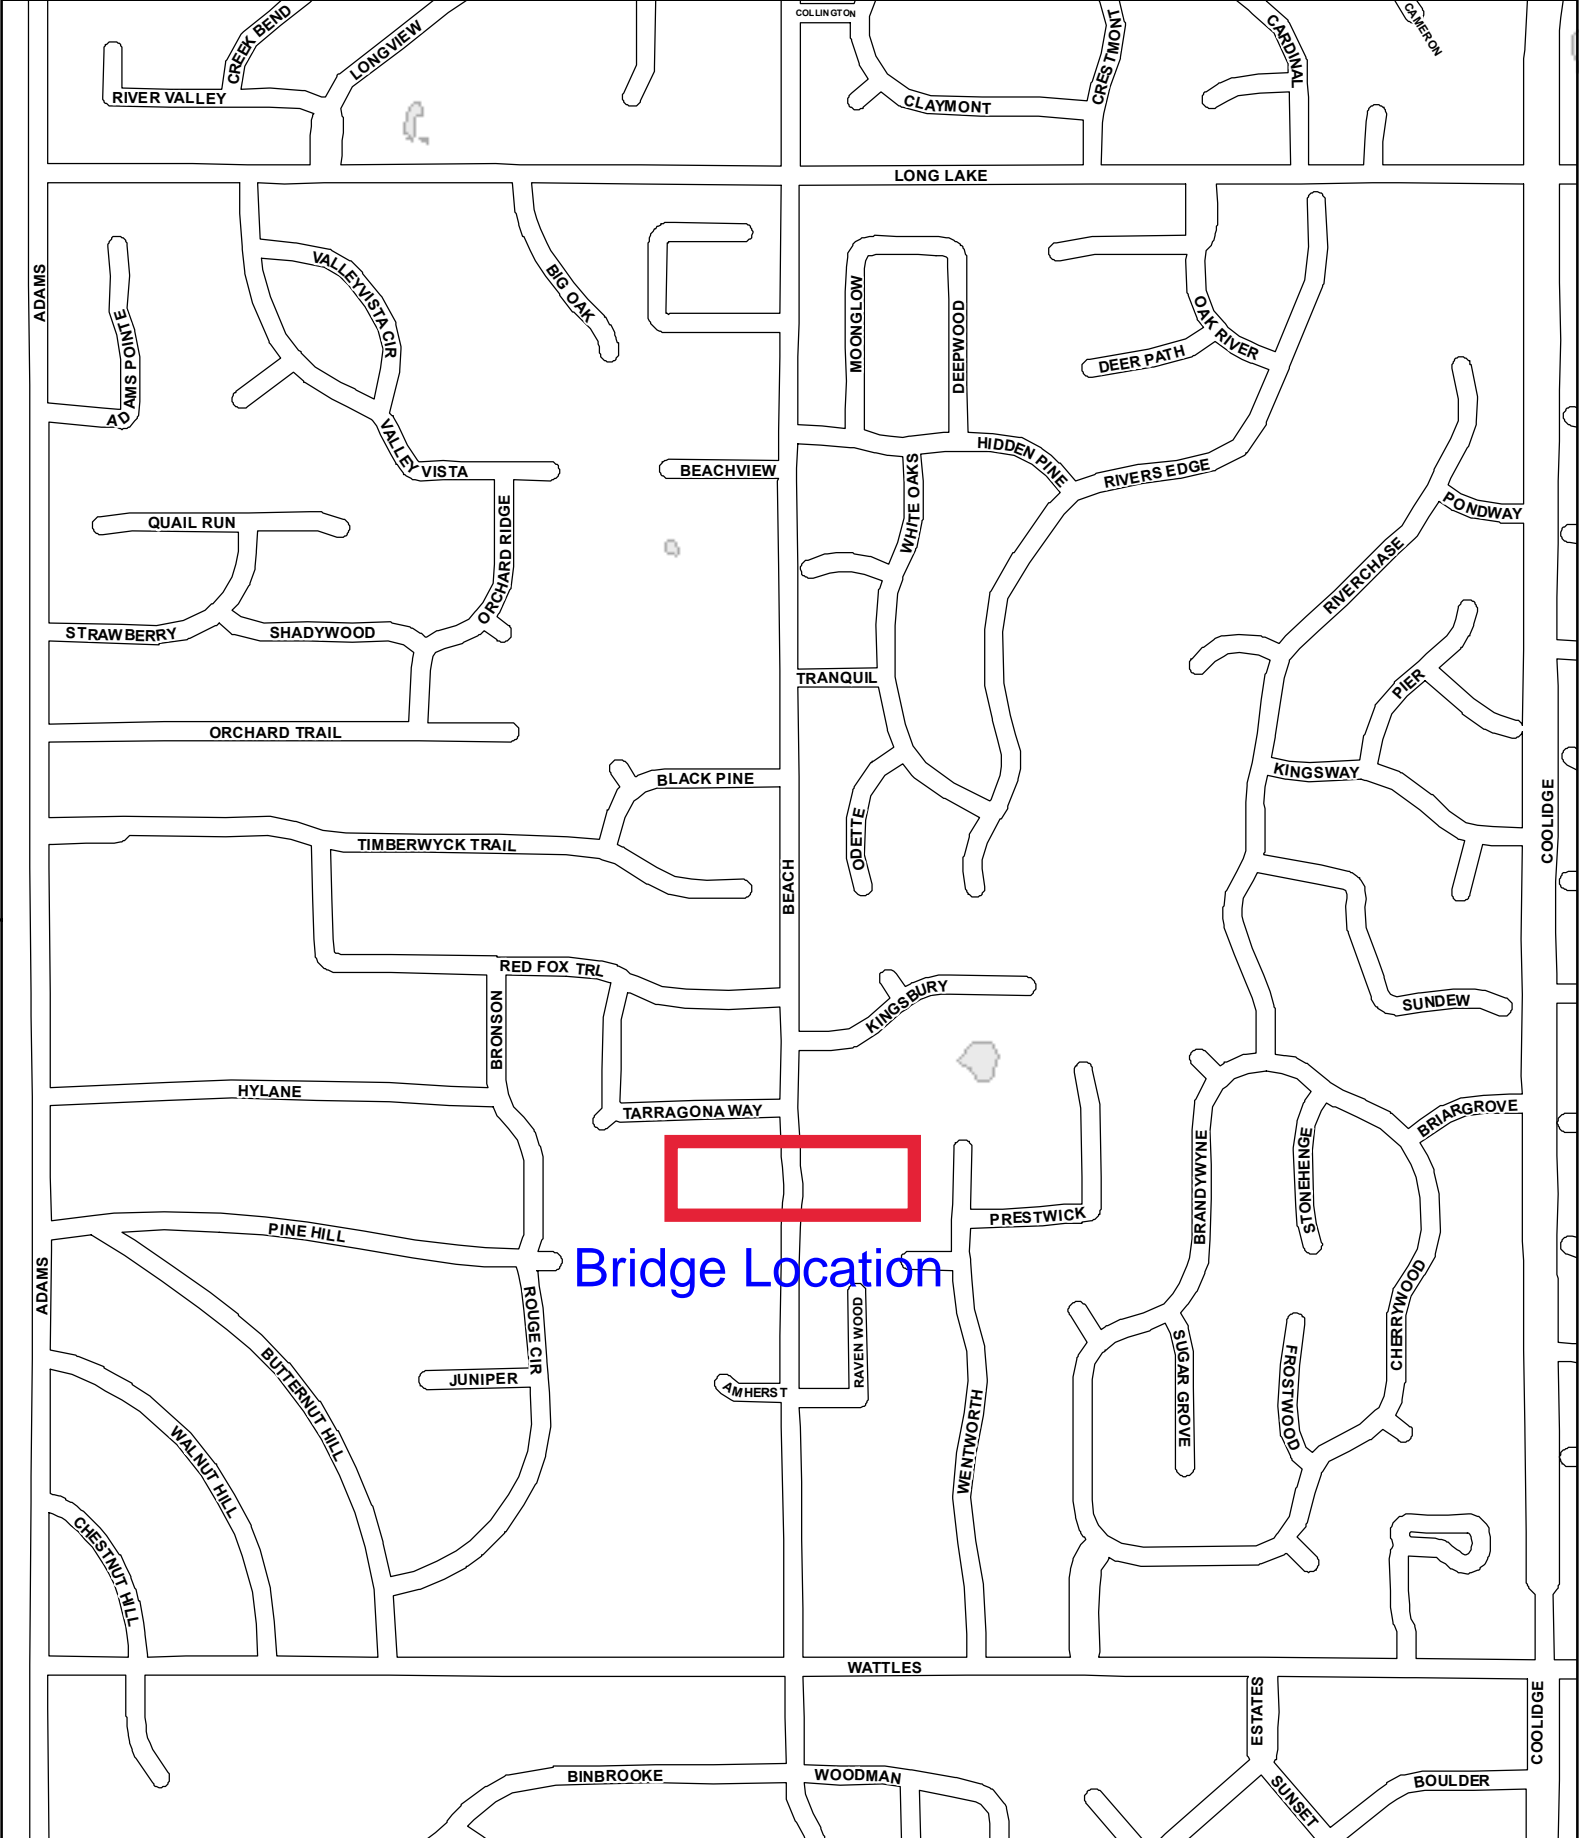 COLLINGTON
CREEK BEND
LONGVIEW
CRESTMONT
CARDINAL
CAMERON
RIVER VALLEY
CLAYMONT
LONG LAKE
ADAMS
VALLEYVISTA CIR
BIG OAK
MOONGLOW
DEEPWOOD
OAK RIVER
DEER PATH
ADAMS POINTE
VALLEY VISTA
BEACHVIEW
HIDDEN PINE
RIVERS EDGE
WHITE OAKS
PONDWAY
QUAIL RUN
ORCHARD RIDGE
RIVERCHASE
STRAWBERRY
SHADYWOOD
TRANQUIL
PIER
ORCHARD TRAIL
BLACK PINE
KINGSWAY
COOLIDGE
ODETTE
TIMBERWYCK TRAIL
BEACH
RED FOX TRL
KINGSBURY
SUNDEW
BRONSON
HYLANE
TARRAGONA WAY
BRIARGROVE
BRANDYWYNE
STONEHENGE
PRESTWICK
PINE HILL
Bridge Location
ADAMS
ROUGE CIR
RAVEN WOOD
CHERRYWOOD
BUTTERNUT HILL
JUNIPER
AMHERST
SUGAR GROVE
FROSTWOOD
WALNUT HILL
WENTWORTH
CHESTNUT HILL
WATTLES
ESTATES
COOLIDGE
BINBROOKE
WOODMAN
SUNSET
BOULDER